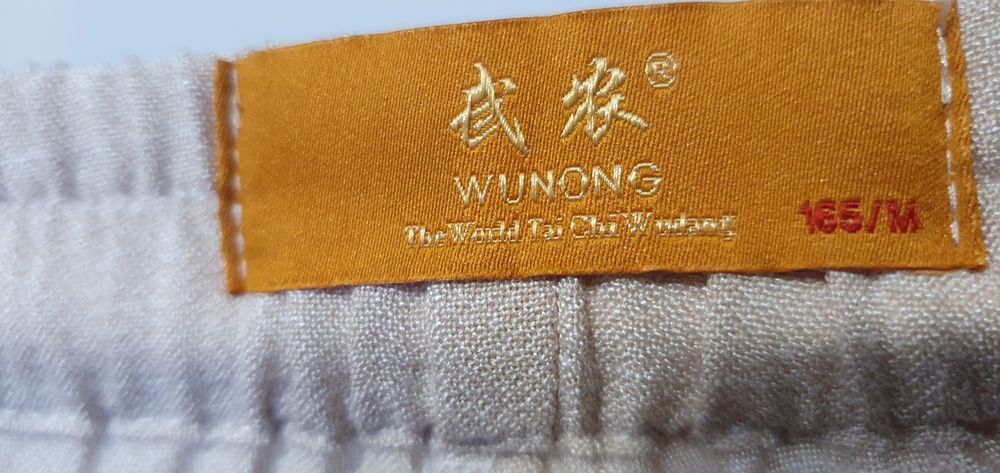 武农®
WUNONG
The World Tai Chi Wudang
165/M